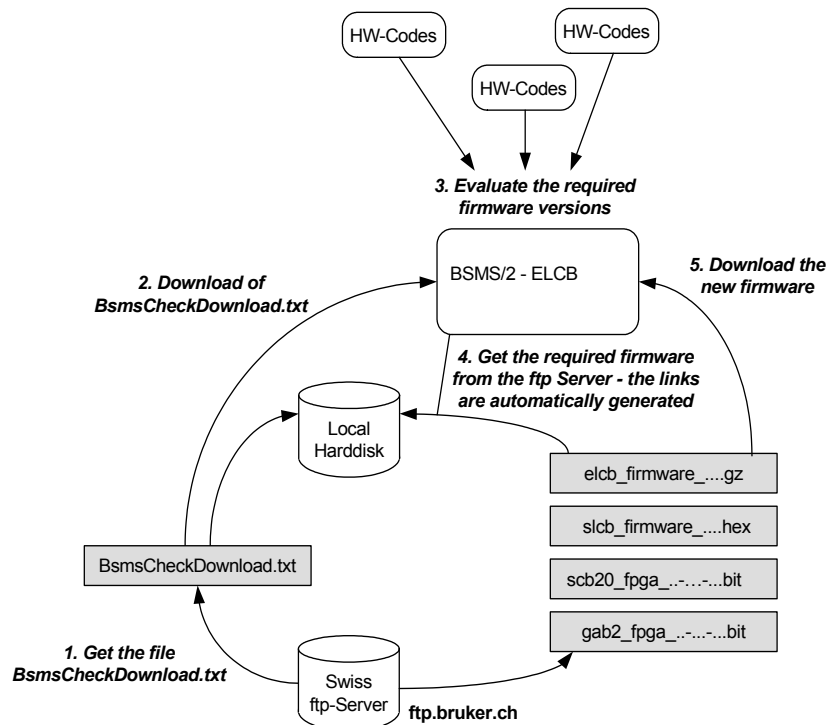 HW-Codes
HW-Codes
HW-Codes
3. Evaluate the required
firmware versions
BSMS/2 - ELCB
2. Download of
BsmsCheckDownload.txt
5. Download the
new firmware
4. Get the required firmware
from the ftp Server - the links
are automatically generated
Local
Harddisk
elcb_firmware_....gz
slcb_firmware_....hex
BsmsCheckDownload.txt
scb20_fpga_..-...-...bit
gab2_fpga_..-...-...bit
1. Get the file
BsmsCheckDownload.txt
Swiss
ftp-Server
ftp.bruker.ch